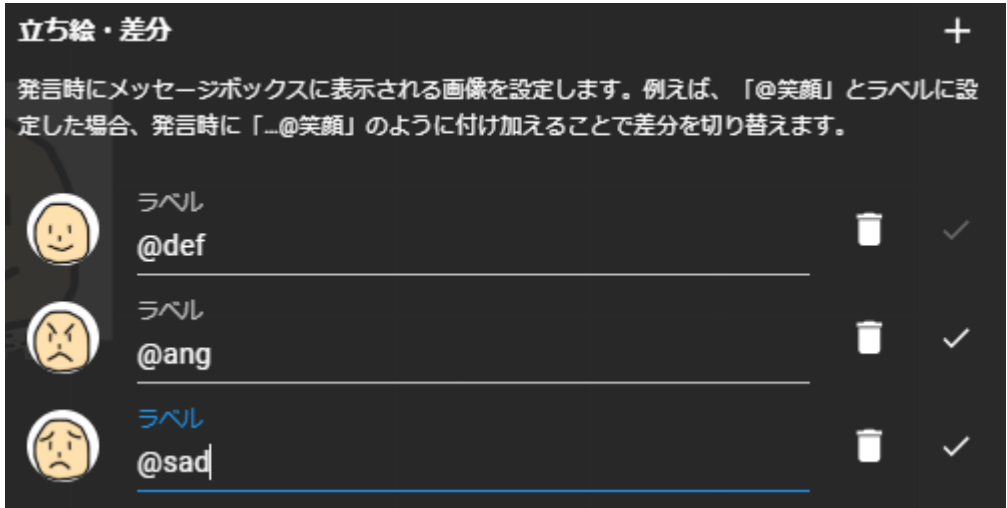 立ち絵・差分
発言時にメッセージボックスに表示される画像を設定します。例えば、「@笑顔」とラベルに設
定した場合、発言時に「...@笑顔」のように付け加えることで差分を切り替えます。
ラベル
@def
ラベル
@ang
ラベル
@sad